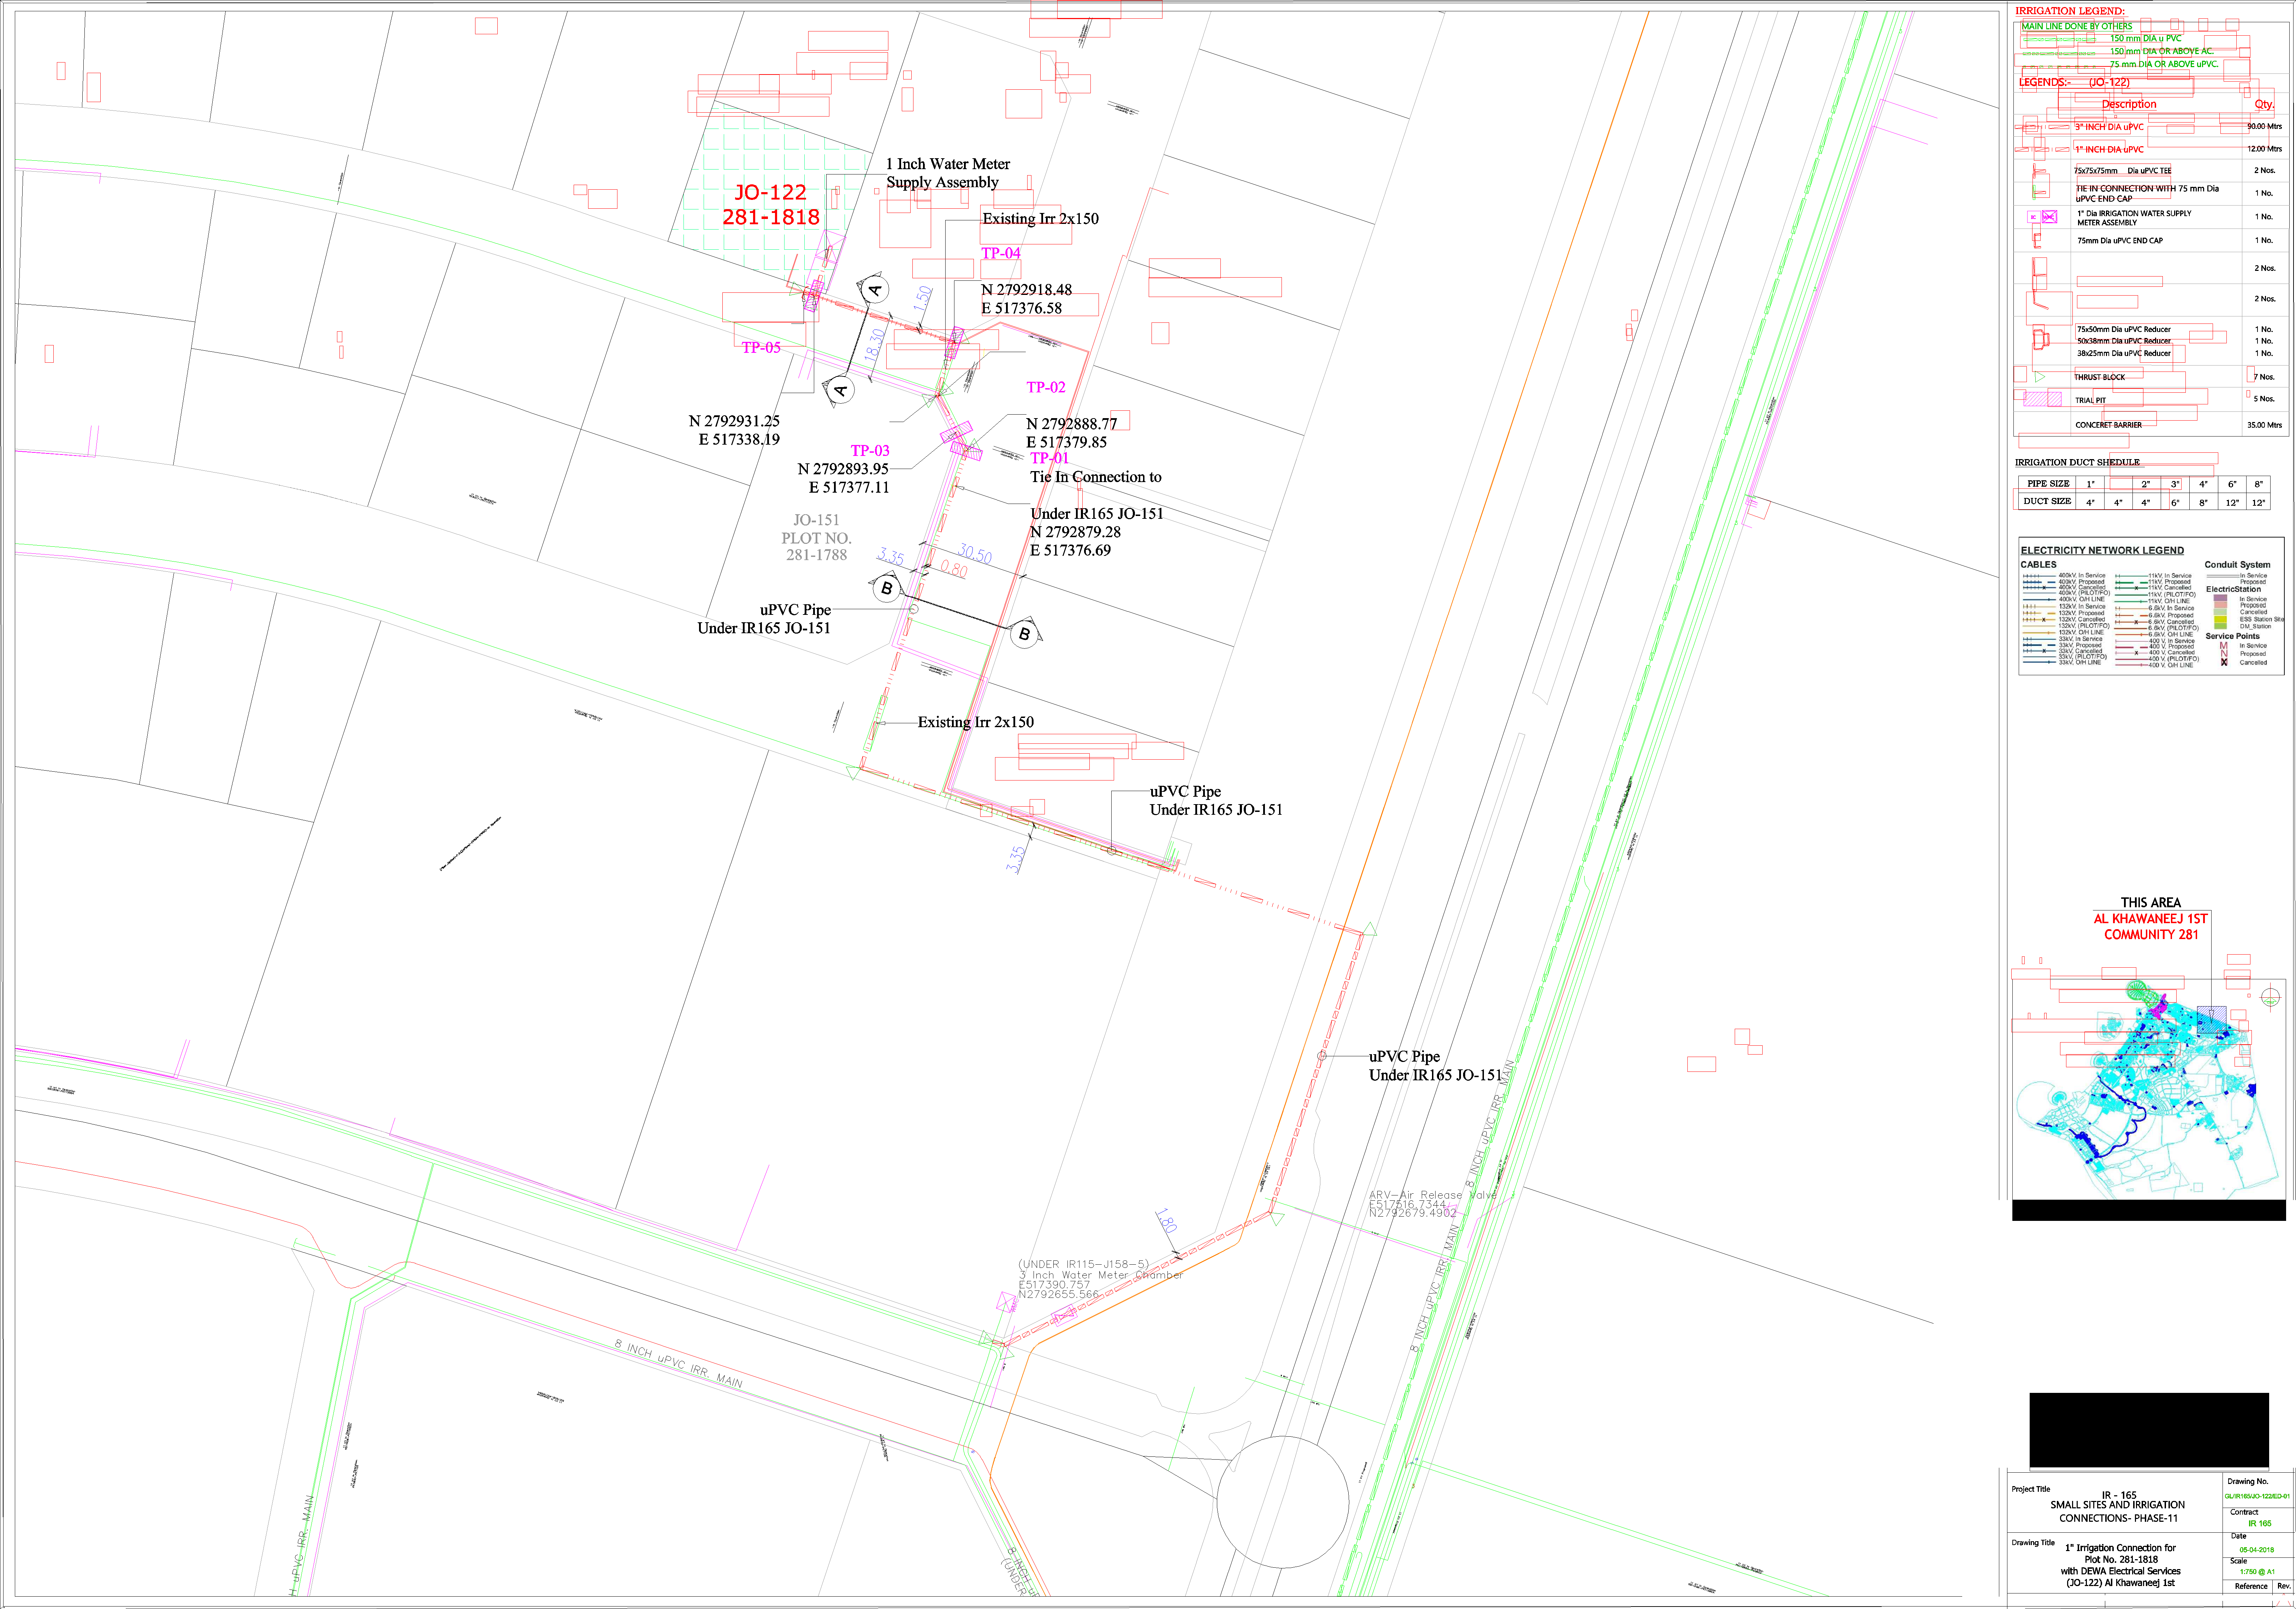 JO-122
281-1818
1 Inch Water Meter
Supply Assembly
Existing Irr 2x150
TP-04
N 2792918.48
E 517376.58
1.50
18.30
A
A
TP-05
N 2792931.25
E 517338.19
TP-02
N 2792888.77
E 517379.85
TP-03
N 2792893.95
E 517377.11
TP-01
Tie In Connection to
Under IR165 JO-151
N 2792879.28
E 517376.69
JO-151
PLOT NO.
281-1788
3.35
30.50
0.80
B
B
uPVC Pipe
Under IR165 JO-151
Existing Irr 2x150
uPVC Pipe
Under IR165 JO-151
3.35
uPVC Pipe
Under IR165 JO-151
ARV-Air Release Valve
E517516.7344
N2792679.4902
1.80
(UNDER IR115-J158-5)
3 Inch Water Meter Chamber
E517390.757
N2792655.566
8 INCH uPVC IRR. MAIN
8 INCH uPVC IRR. MAIN
8 INCH uPVC IRR. MAIN
H uPVC IRR. MAIN
8 INCH uP
(UNDER
IRRIGATION LEGEND:
MAIN LINE DONE BY OTHERS
150 mm DIA u PVC
150 mm DIA OR ABOVE AC.
75 mm DIA OR ABOVE uPVC.
LEGENDS:- (JO-122)
Description Qty.
3" INCH DIA uPVC 90.00 Mtrs
1" INCH DIA uPVC 12.00 Mtrs
75x75x75mm Dia uPVC TEE 2 Nos.
TIE IN CONNECTION WITH 75 mm Dia
uPVC END CAP 1 No.
1" Dia IRRIGATION WATER SUPPLY
METER ASSEMBLY 1 No.
75mm Dia uPVC END CAP 1 No.
2 Nos.
2 Nos.
75x50mm Dia uPVC Reducer 1 No.
50x38mm Dia uPVC Reducer 1 No.
38x25mm Dia uPVC Reducer 1 No.
THRUST BLOCK 7 Nos.
TRIAL PIT 5 Nos.
CONCERET BARRIER 35.00 Mtrs
IRRIGATION DUCT SHEDULE
PIPE SIZE 1" 2" 3" 4" 6" 8"
DUCT SIZE 4" 4" 4" 6" 8" 12" 12"
ELECTRICITY NETWORK LEGEND
CABLES
400kV, In Service
400kV, Proposed
400kV, Cancelled
400kV, (PILOT/FO)
400kV, O/H LINE
132kV, In Service
132kV, Proposed
132kV, Cancelled
132kV, (PILOT/FO)
132kV, O/H LINE
33kV, In Service
33kV, Proposed
33kV, Cancelled
33kV, (PILOT/FO)
33kV, O/H LINE
11kV, In Service
11kV, Proposed
11kV, Cancelled
11kV, (PILOT/FO)
11kV, O/H LINE
6.6kV, In Service
6.6kV, Proposed
6.6kV, Cancelled
6.6kV, (PILOT/FO)
6.6kV, O/H LINE
400 V, In Service
400 V, Proposed
400 V, Cancelled
400 V, (PILOT/FO)
400 V, O/H LINE
Conduit System
In Service
Proposed
ElectricStation
In Service
Proposed
Cancelled
ESS Station Site
DM_Station
Service Points
M In Service
N Proposed
X Cancelled
THIS AREA
AL KHAWANEEJ 1ST
COMMUNITY 281
Project Title
IR - 165
SMALL SITES AND IRRIGATION
CONNECTIONS- PHASE-11
Drawing No.
GL/IR165/JO-122/ED-01
Contract
IR 165
Drawing Title
1" Irrigation Connection for
Plot No. 281-1818
with DEWA Electrical Services
(JO-122) Al Khawaneej 1st
Date
05-04-2018
Scale
1:750 @ A1
Reference Rev.